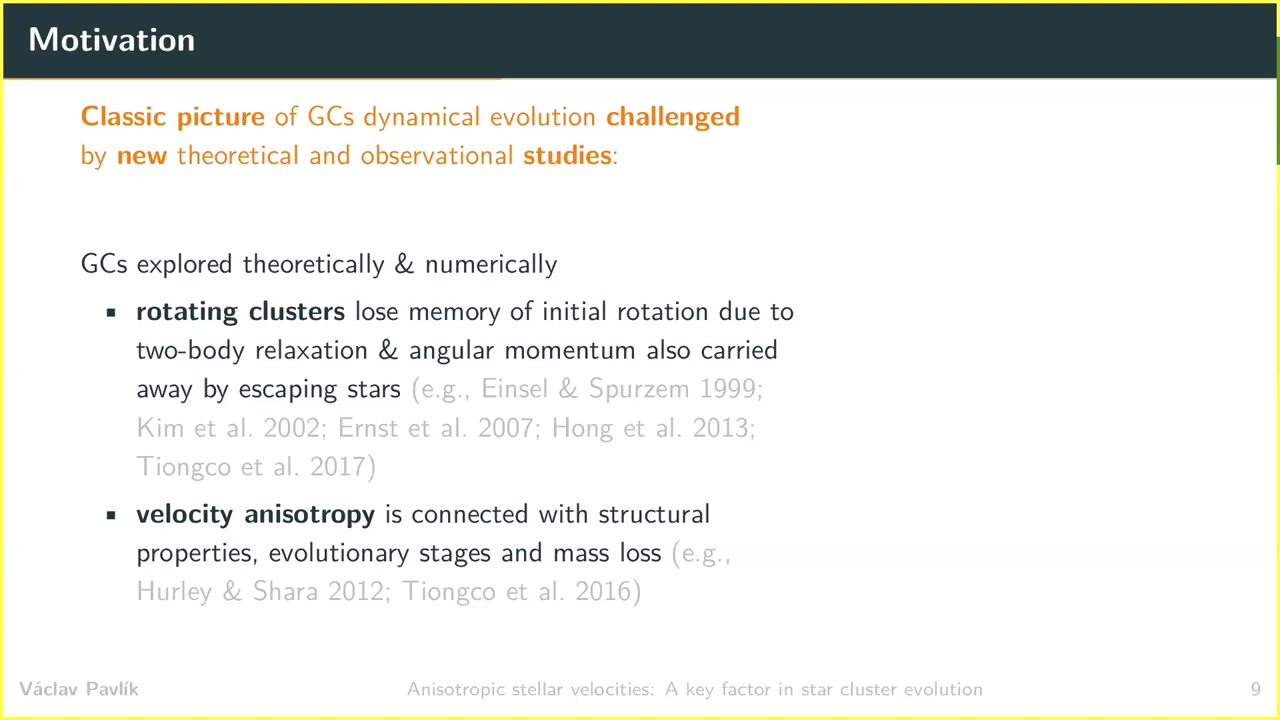 Motivation
Classic picture of GCs dynamical evolution challenged
by new theoretical and observational studies:
GCs explored theoretically & numerically
▪ rotating clusters lose memory of initial rotation due to
two-body relaxation & angular momentum also carried
away by escaping stars (e.g., Einsel & Spurzem 1999;
Kim et al. 2002; Ernst et al. 2007; Hong et al. 2013;
Tiongco et al. 2017)
▪ velocity anisotropy is connected with structural
properties, evolutionary stages and mass loss (e.g.,
Hurley & Shara 2012; Tiongco et al. 2016)
Václav Pavlík
Anisotropic stellar velocities: A key factor in star cluster evolution
9